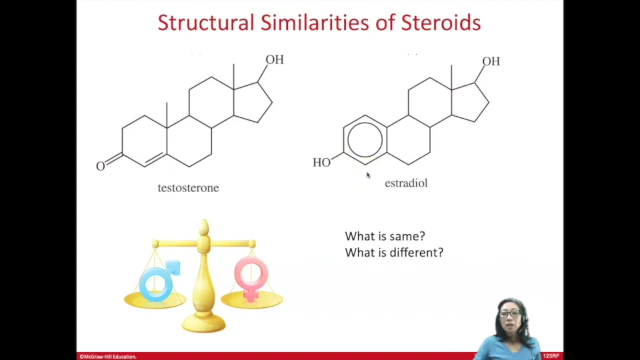 Structural Similarities of Steroids
OH
O
testosterone
OH
HO
estradiol
What is same?
What is different?
©McGraw-Hill Education.
123RF